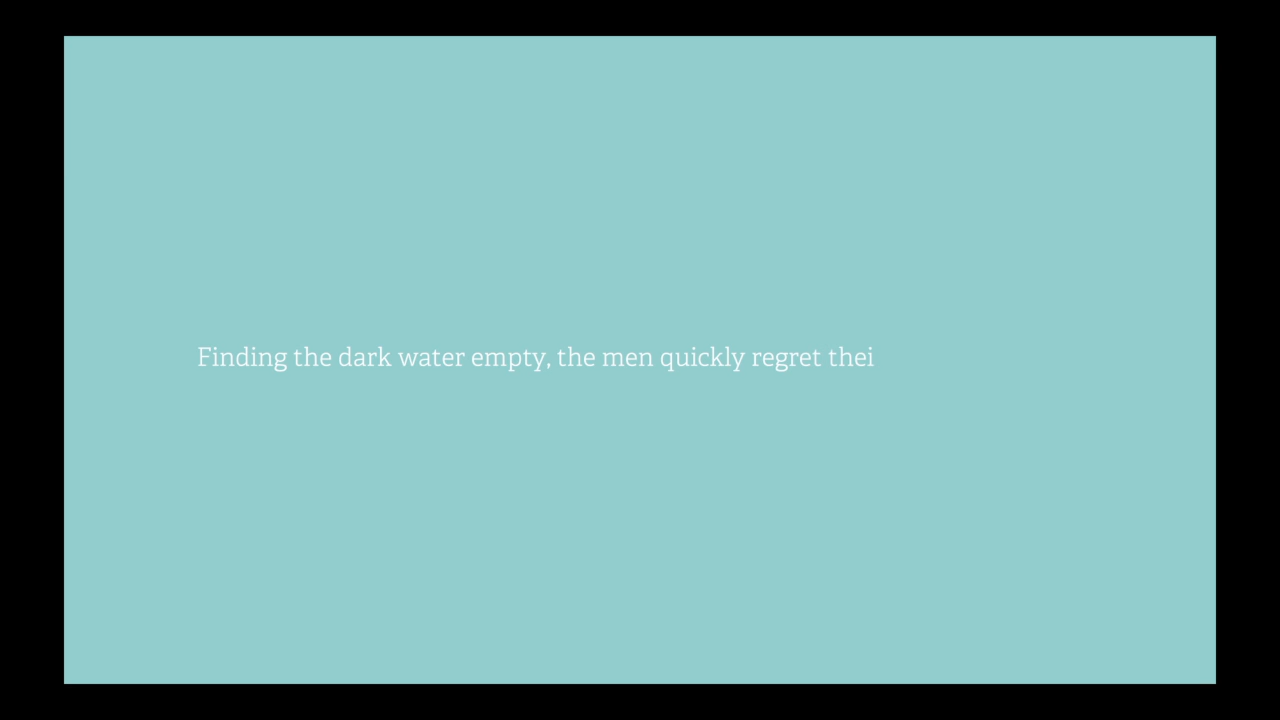 Finding the dark water empty, the men quickly regret thei